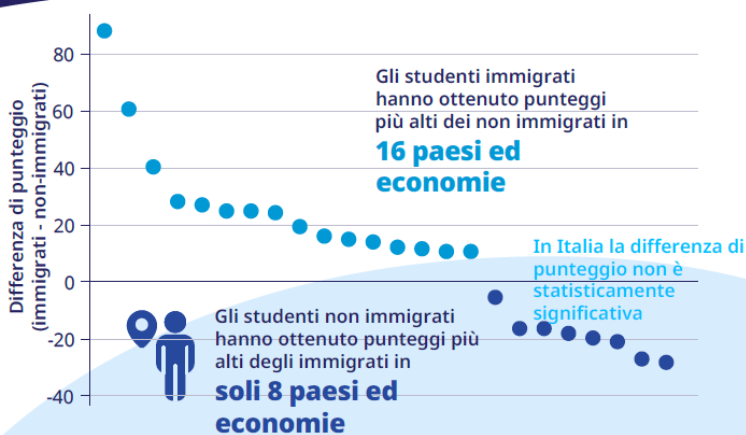 Differenza di punteggio
(immigrati - non-immigrati)
80
60
40
20
0
-20
-40
Gli studenti immigrati
hanno ottenuto punteggi
più alti dei non immigrati in
16 paesi ed
economie
In Italia la differenza di
punteggio non è
statisticamente
significativa
Gli studenti non immigrati
hanno ottenuto punteggi più
alti degli immigrati in
soli 8 paesi ed
economie